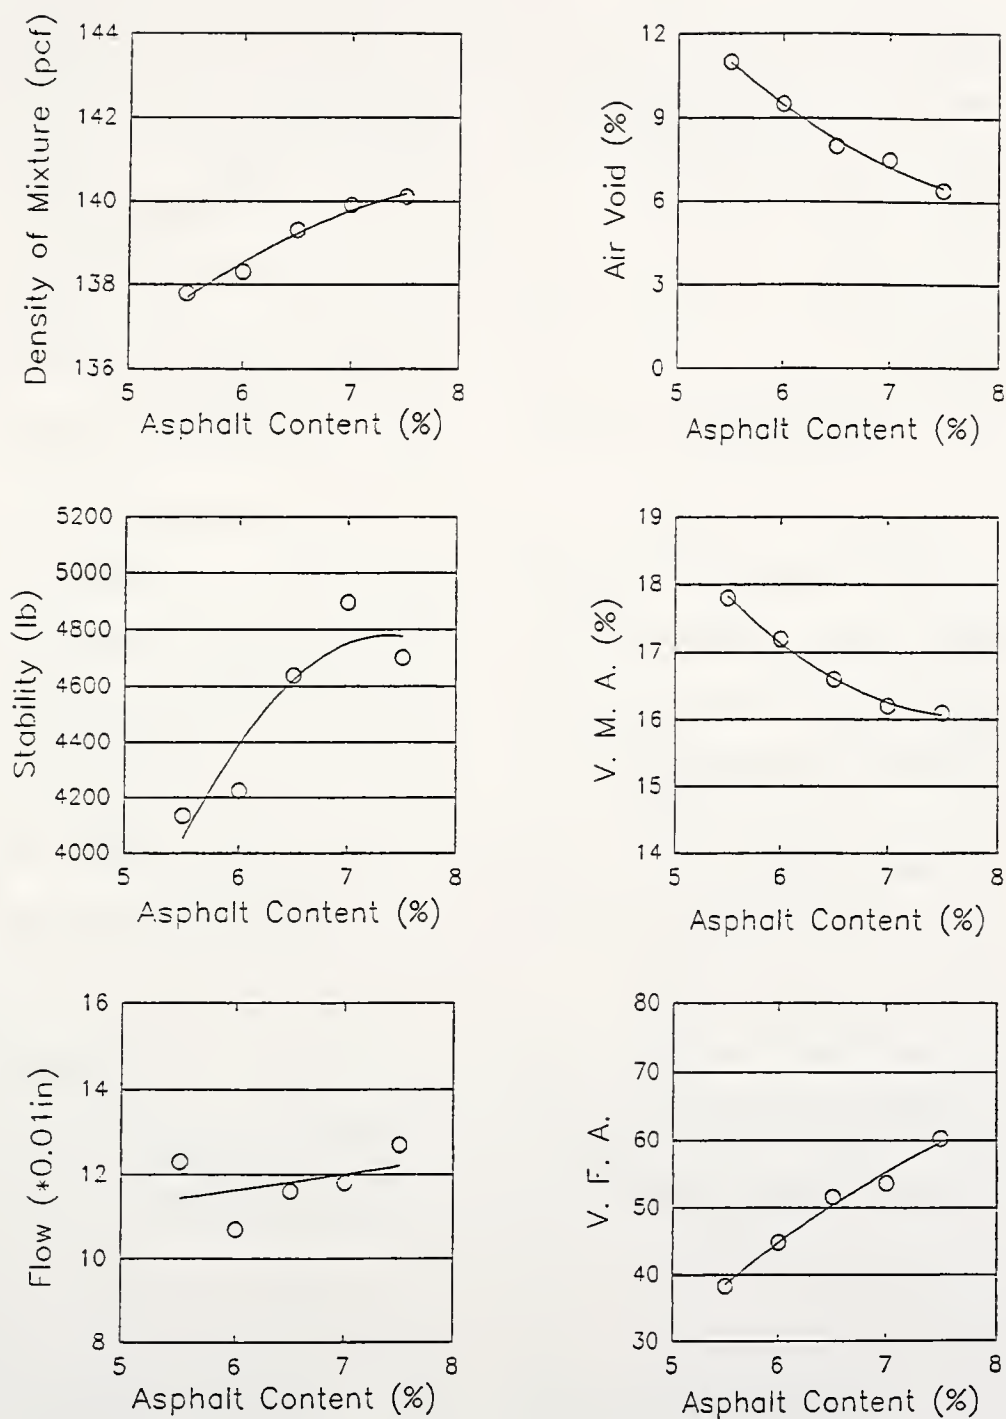 Density of Mixture (pcf)
144
142
140
138
136
5 6 7 8
Asphalt Content (%)
Air Void (%)
12
9
6
3
0
5 6 7 8
Asphalt Content (%)
Stability (lb)
5200
5000
4800
4600
4400
4200
4000
5 6 7 8
Asphalt Content (%)
V. M. A. (%)
19
18
17
16
15
14
5 6 7 8
Asphalt Content (%)
Flow (*0.01in)
16
14
12
10
8
5 6 7 8
Asphalt Content (%)
V. F. A.
80
70
60
50
40
30
5 6 7 8
Asphalt Content (%)